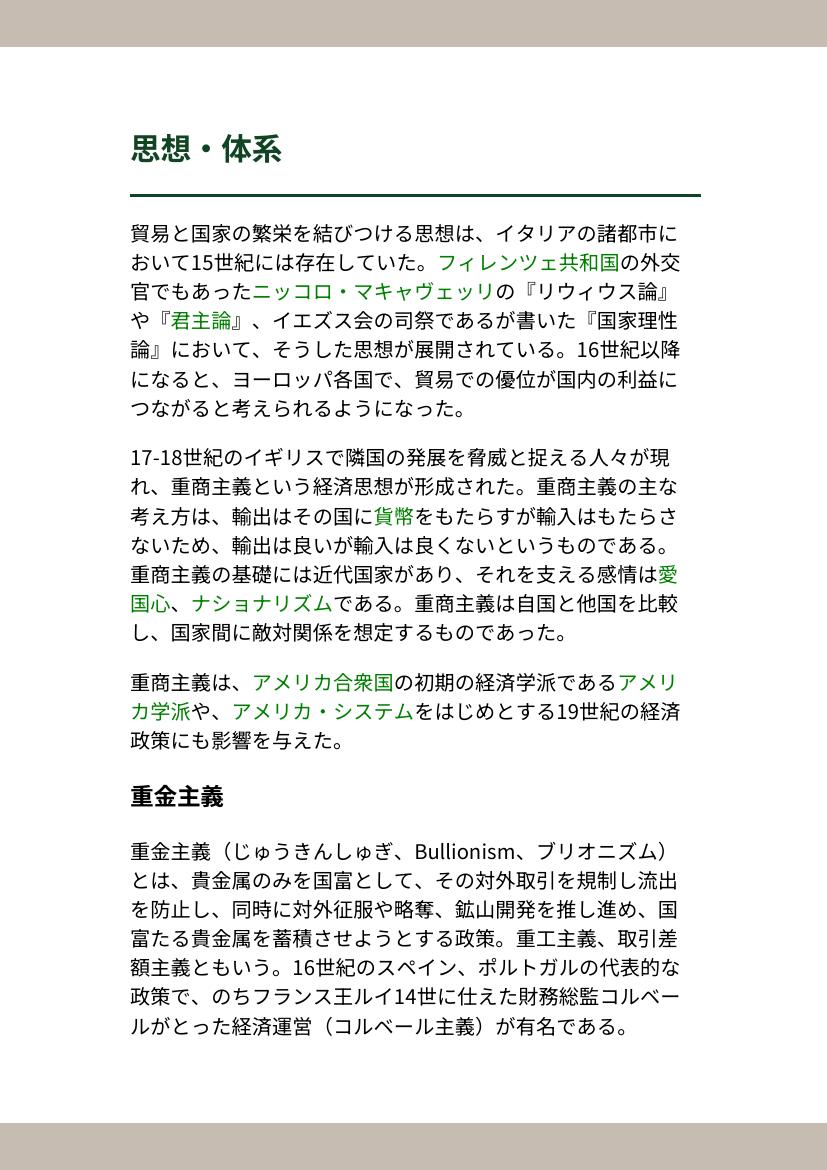 思想・体系
貿易と国家の繁栄を結びつける思想は、イタリアの諸都市に
おいて15世紀には存在していた。フィレンツェ共和国の外交
官でもあったニッコロ・マキャヴェッリの『リウィウス論』
や『君主論』、イエズス会の司祭であるが書いた『国家理性
論』において、そうした思想が展開されている。16世紀以降
になると、ヨーロッパ各国で、貿易での優位が国内の利益に
つながると考えられるようになった。
17-18世紀のイギリスで隣国の発展を脅威と捉える人々が現
れ、重商主義という経済思想が形成された。重商主義の主な
考え方は、輸出はその国に貨幣をもたらすが輸入はもたらさ
ないため、輸出は良いが輸入は良くないというものである。
重商主義の基礎には近代国家があり、それを支える感情は愛
国心、ナショナリズムである。重商主義は自国と他国を比較
し、国家間に敵対関係を想定するものであった。
重商主義は、アメリカ合衆国の初期の経済学派であるアメリ
カ学派や、アメリカ・システムをはじめとする19世紀の経済
政策にも影響を与えた。
重金主義
重金主義（じゅうきんしゅぎ、Bullionism、ブリオニズム）
とは、貴金属のみを国富として、その対外取引を規制し流出
を防止し、同時に対外征服や略奪、鉱山開発を推し進め、国
富たる貴金属を蓄積させようとする政策。重工主義、取引差
額主義ともいう。16世紀のスペイン、ポルトガルの代表的な
政策で、のちフランス王ルイ14世に仕えた財務総監コルベー
ルがとった経済運営（コルベール主義）が有名である。